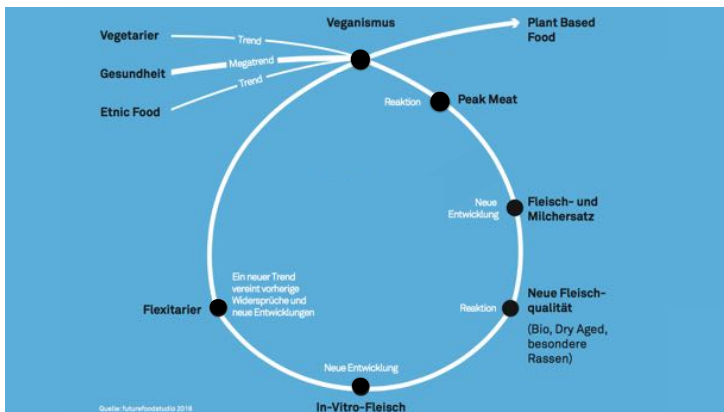 Veganismus
Plant Based
Food
Vegetarier
Trend
Gesundheit
Megatrend
Etnic Food
Trend
Reaktion
Peak Meat
Neue
Entwicklung
Fleisch- und
Milchersatz
Reaktion
Neue Fleisch-
qualität
(Bio, Dry Aged,
besondere
Rassen)
Neue Entwicklung
In-Vitro-Fleisch
Flexitarier
Ein neuer Trend
vereint vorherige
Widersprüche und
neue Entwicklungen
Quelle: futurefoodstudio 2018